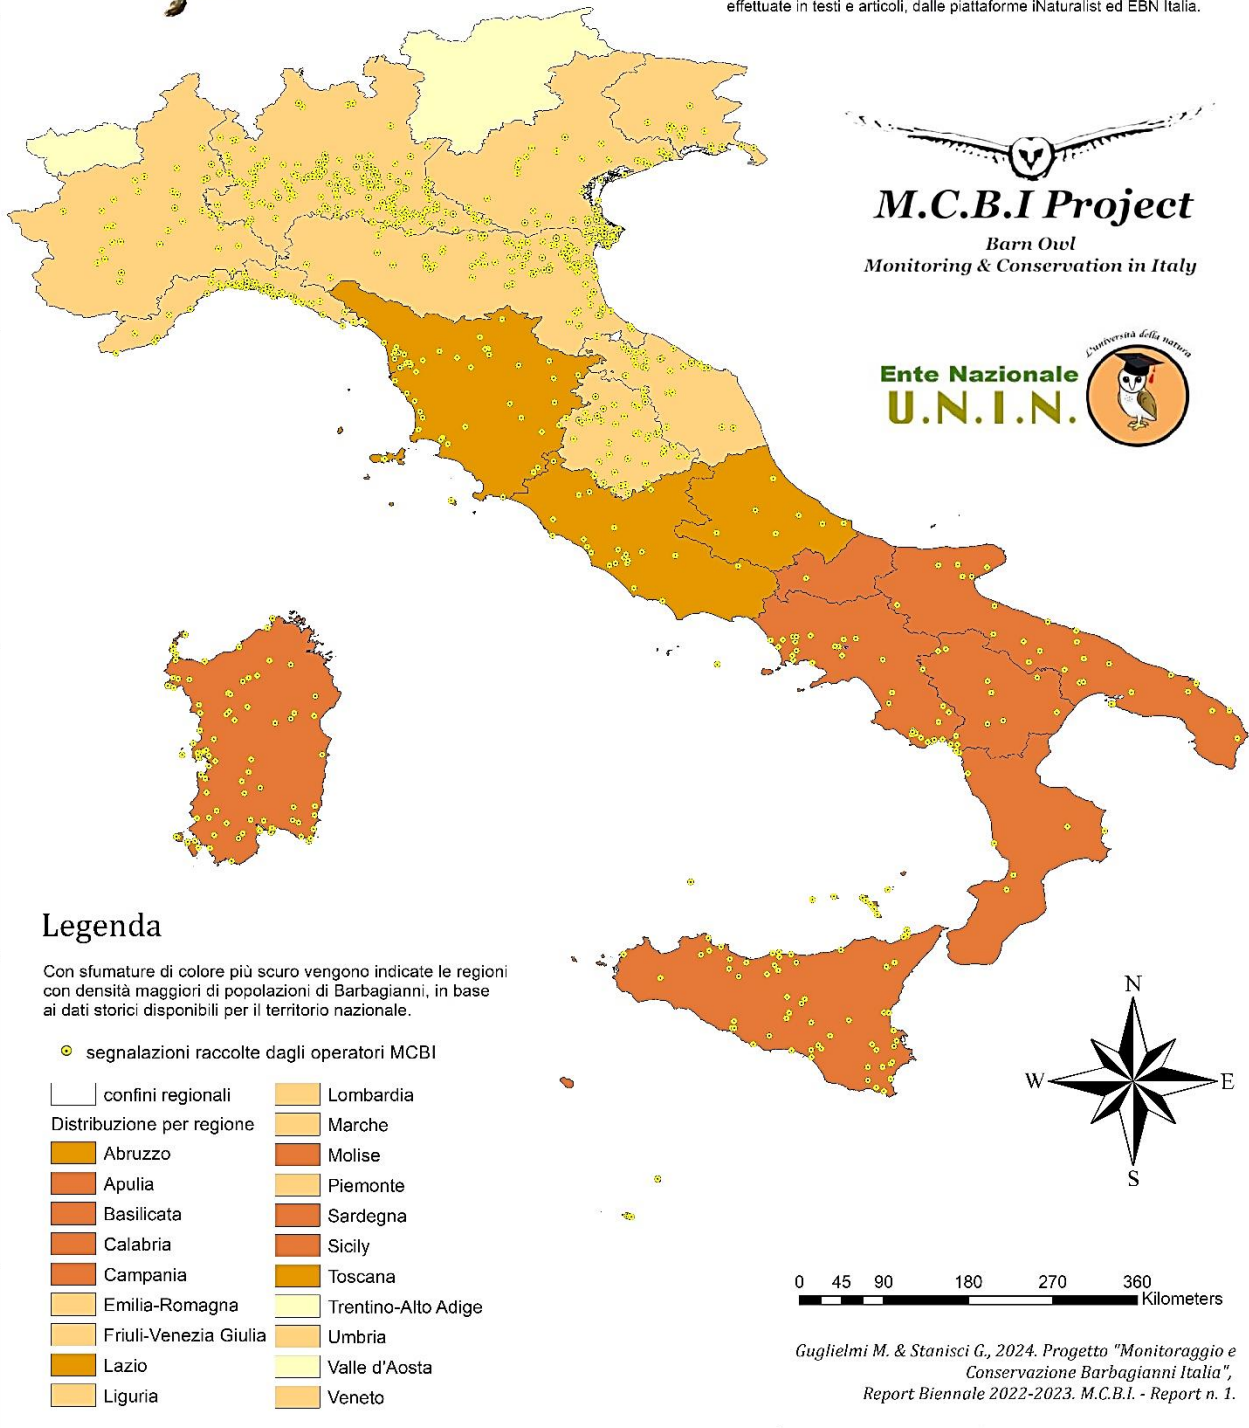 effettuate in testi e articoli, dalle piattaforme iNaturalist ed EBN Italia.
M.C.B.I Project
Barn Owl
Monitoring & Conservation in Italy
L'università della natura
Ente Nazionale
U.N.I.N.
Legenda
Con sfumature di colore più scuro vengono indicate le regioni
con densità maggiori di popolazioni di Barbagianni, in base
ai dati storici disponibili per il territorio nazionale.
segnalazioni raccolte dagli operatori MCBI
confini regionali
Distribuzione per regione
Abruzzo
Apulia
Basilicata
Calabria
Campania
Emilia-Romagna
Friuli-Venezia Giulia
Lazio
Liguria
Lombardia
Marche
Molise
Piemonte
Sardegna
Sicily
Toscana
Trentino-Alto Adige
Umbria
Valle d'Aosta
Veneto
N
W E
S
0 45 90 180 270 360
Kilometers
Guglielmi M. & Stanisci G., 2024. Progetto "Monitoraggio e
Conservazione Barbagianni Italia",
Report Biennale 2022-2023. M.C.B.I. - Report n. 1.